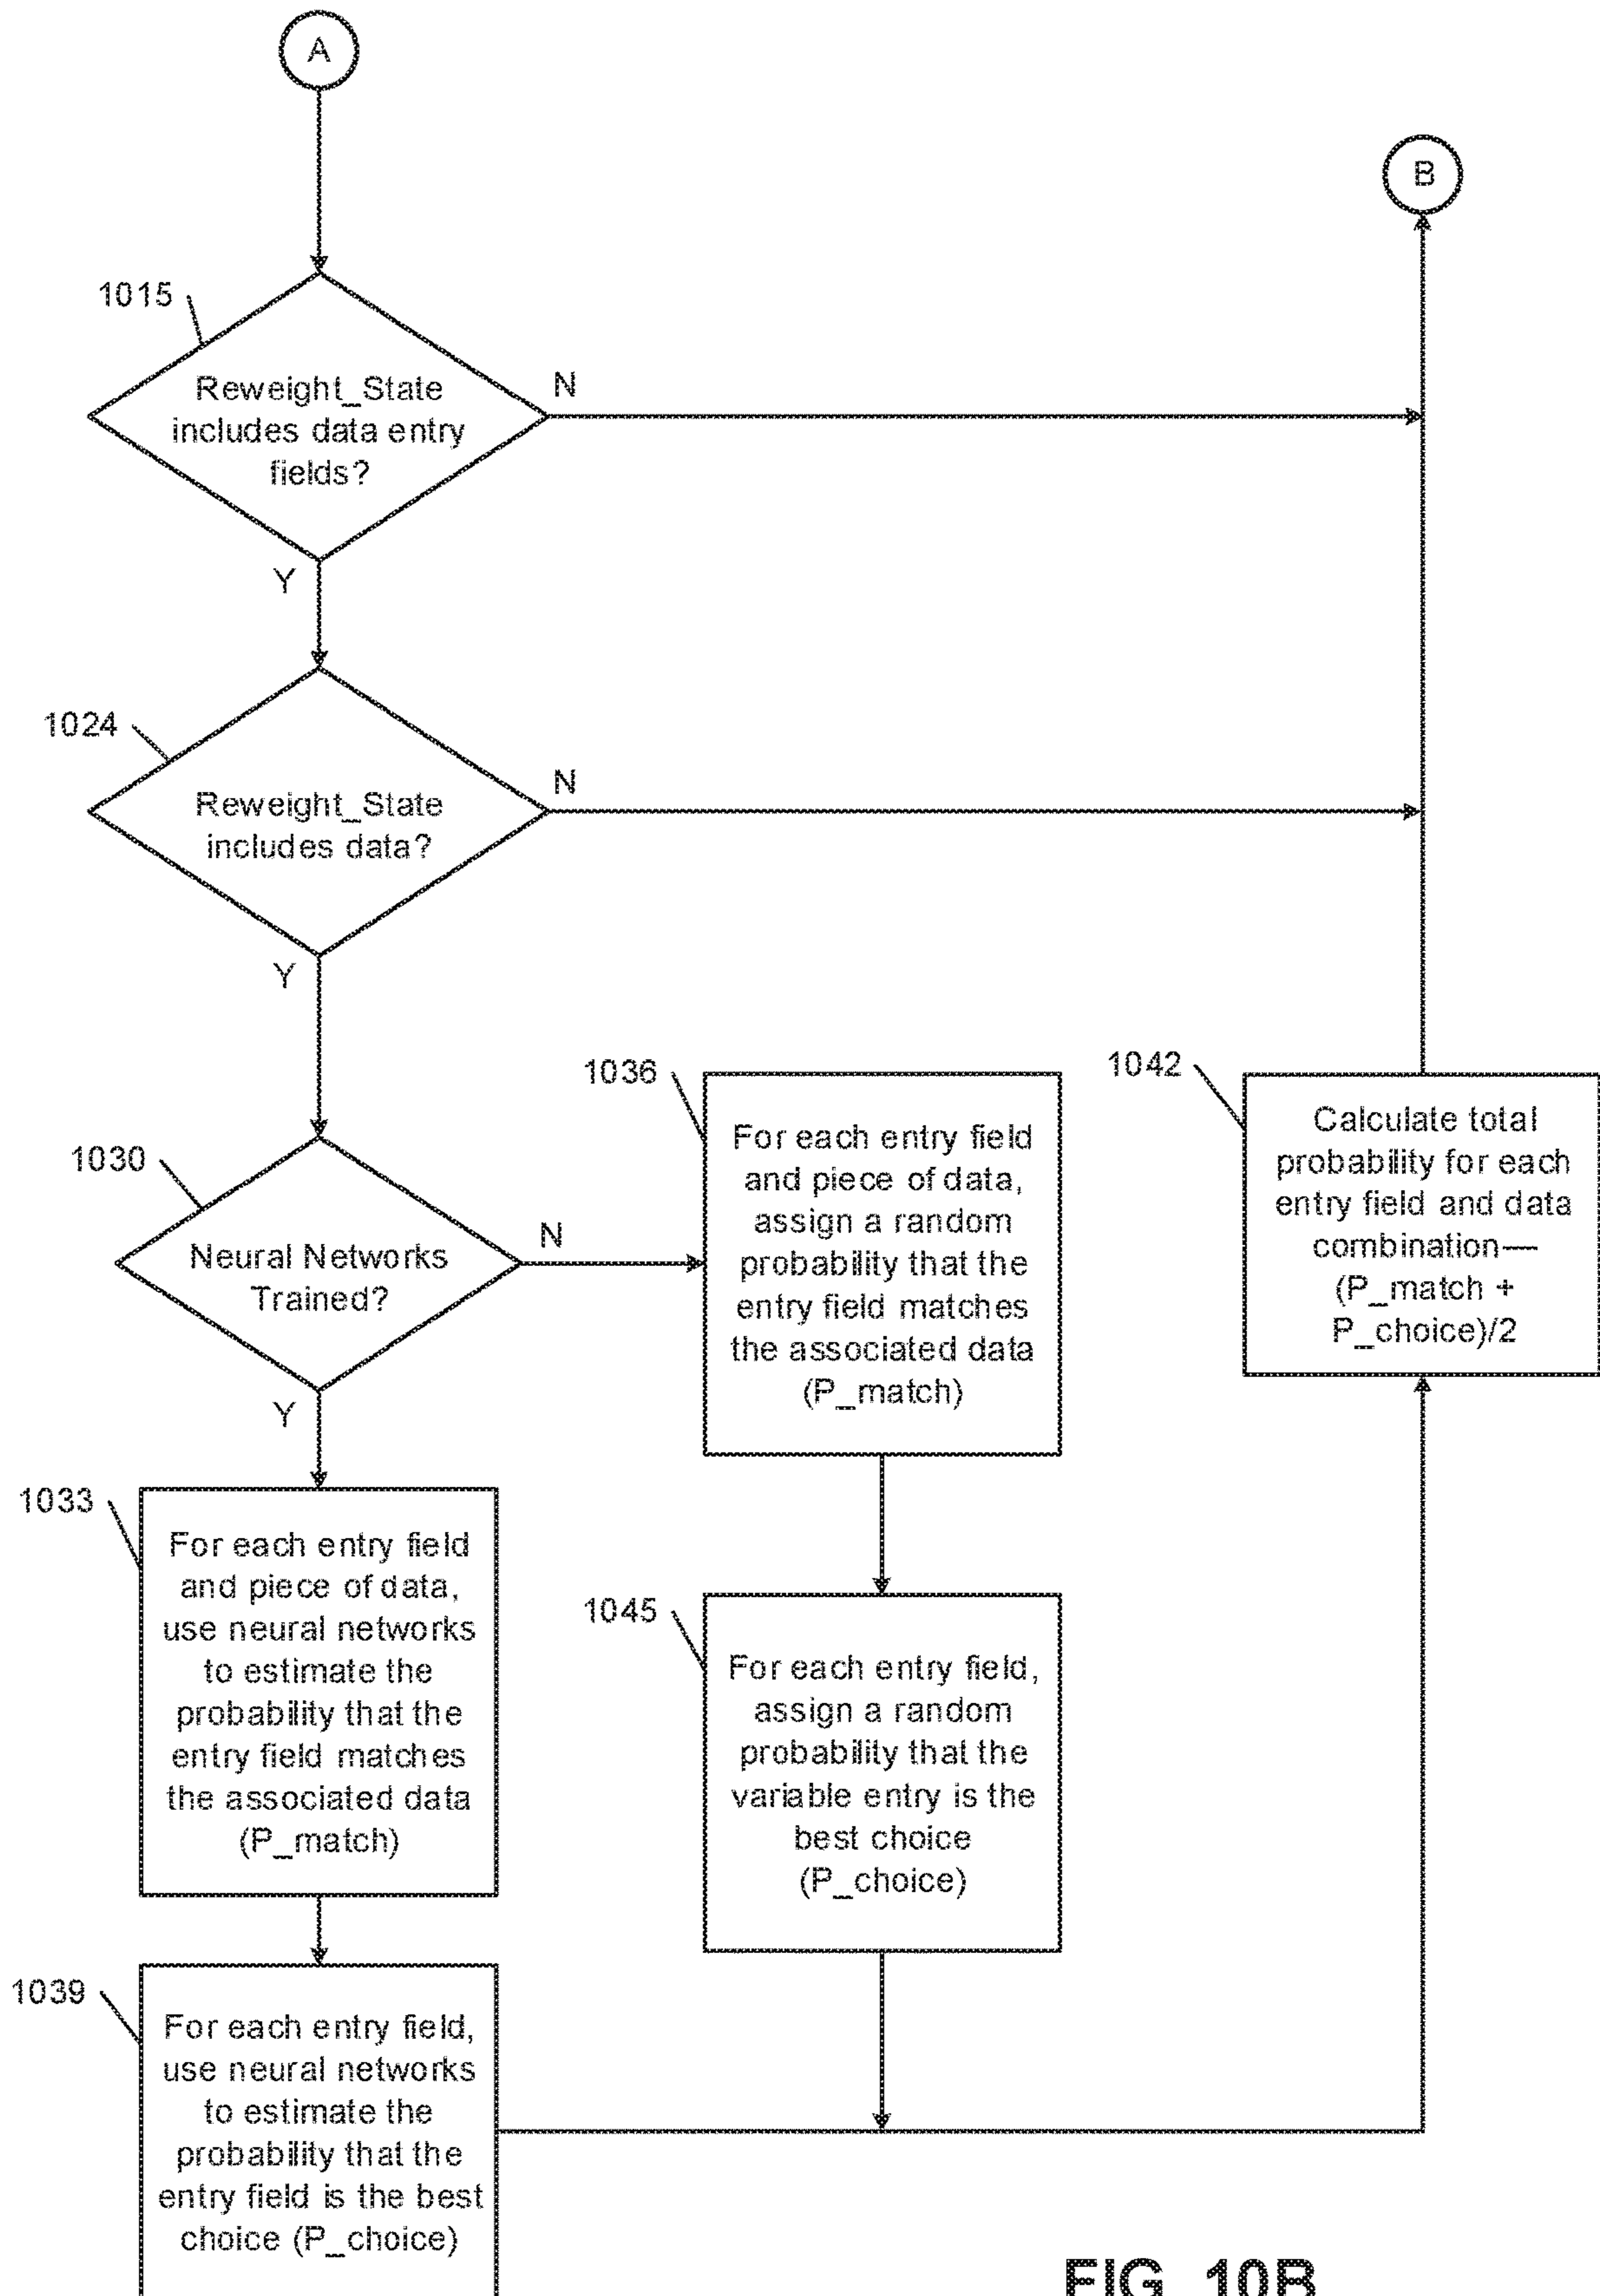 A
B
1015
Reweight_State
includes data entry
fields?
N
Y
1024
Reweight_State
includes data?
N
Y
1030
Neural Networks
Trained?
N
Y
1036
For each entry field
and piece of data,
assign a random
probability that the
entry field matches
the associated data
(P_match)
1042
Calculate total
probability for each
entry field and data
combination—
(P_match +
P_choice)/2
1033
For each entry field
and piece of data,
use neural networks
to estimate the
probability that the
entry field matches
the associated data
(P_match)
1045
For each entry field,
assign a random
probability that the
variable entry is the
best choice
(P_choice)
1039
For each entry field,
use neural networks
to estimate the
probability that the
entry field is the best
choice (P_choice)
FIG. 10B